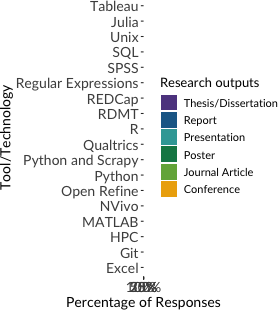 Tableau
Julia
Unix
SQL
SPSS
Regular Expressions
REDCap
RDMT
R
Qualtrics
Python and Scrapy
Python
Open Refine
NVivo
MATLAB
HPC
Git
Excel
Tool/Technology
Percentage of Responses
Research outputs
Thesis/Dissertation
Report
Presentation
Poster
Journal Article
Conference